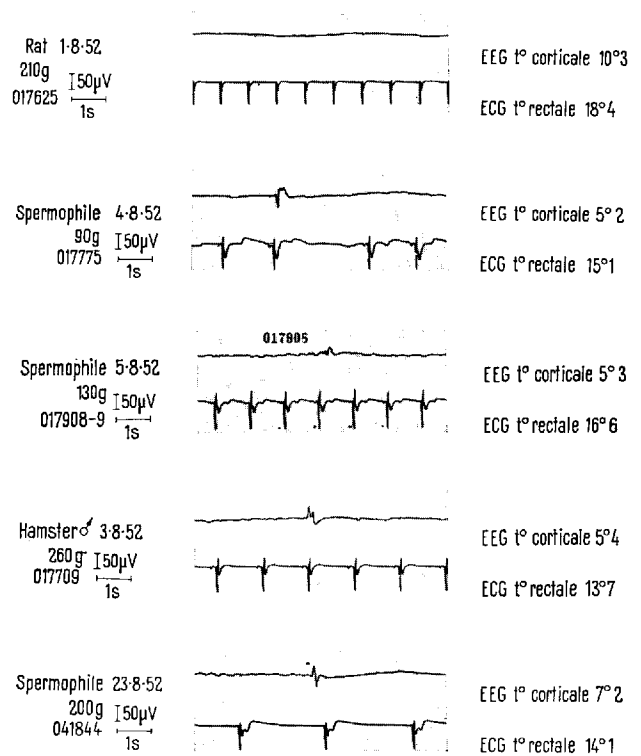 Rat 1·8·52
210g
017625
50µV
1s
EEG t° corticale 10°3
ECG t° rectale 18°4
Spermophile 4·8·52
90g
017775
50µV
1s
EEG t° corticale 5°2
ECG t° rectale 15°1
017805
Spermophile 5·8·52
130g
017908-9
50µV
1s
EEG t° corticale 5°3
ECG t° rectale 16°6
Hamster♂ 3·8·52
260g
017709
50µV
1s
EEG t° corticale 5°4
ECG t° rectale 13°7
Spermophile 23·8·52
200g
041844
50µV
1s
EEG t° corticale 7°2
ECG t° rectale 14°1